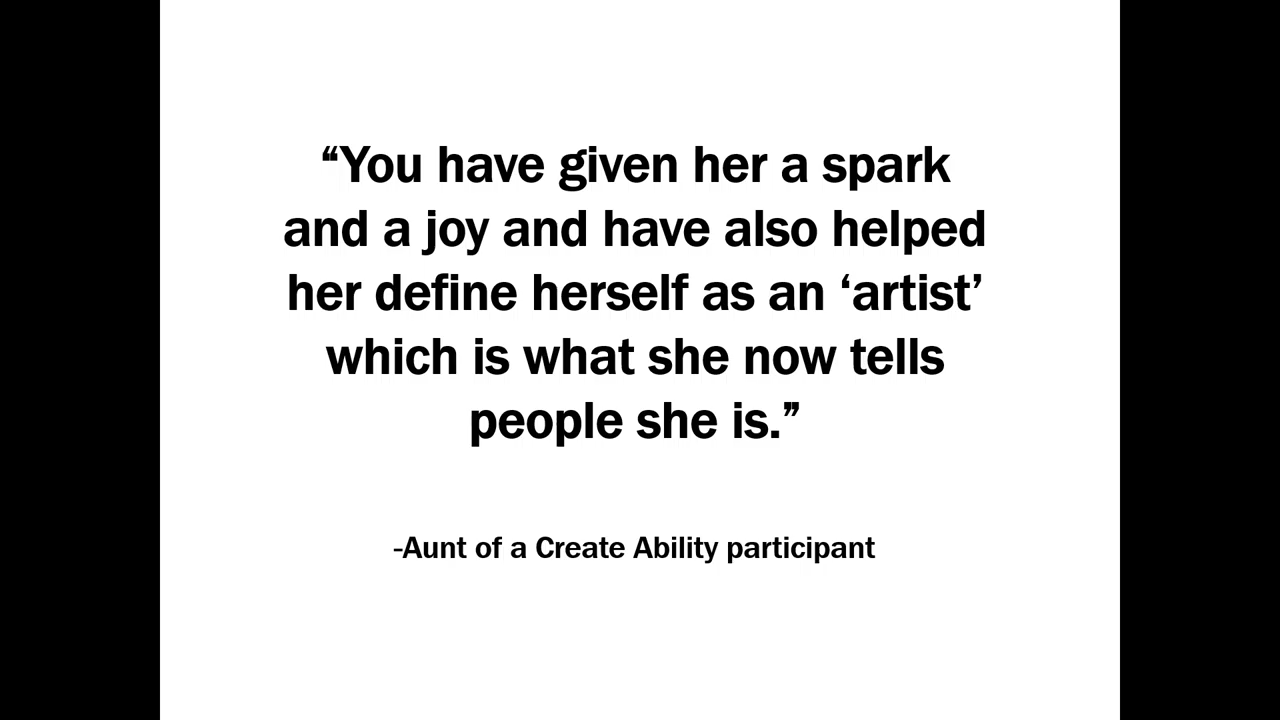 “You have given her a spark
and a joy and have also helped
her define herself as an ‘artist’
which is what she now tells
people she is.”
-Aunt of a Create Ability participant